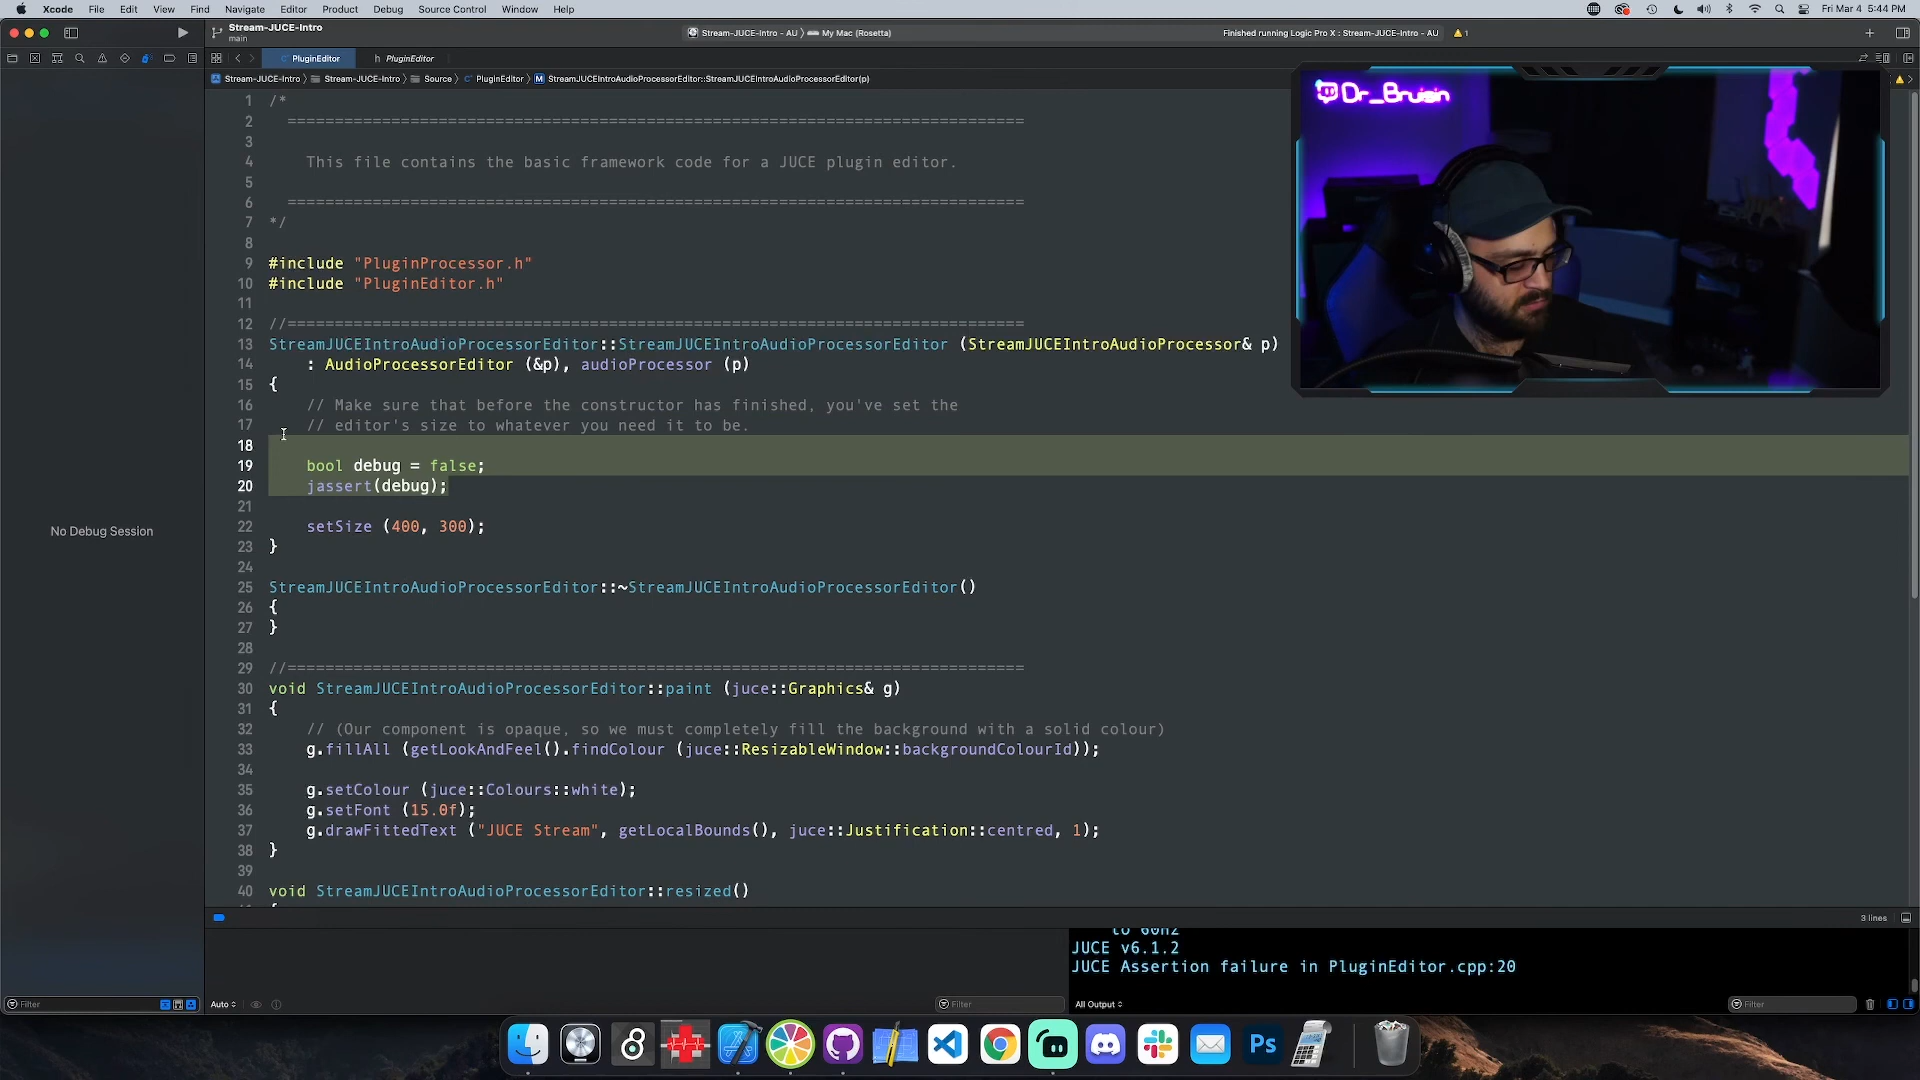 Xcode File Edit View Find Navigate Editor Product Debug Source Control Window Help
Fri Mar 4 5:44 PM
Stream-JUCE-Intro
main
Stream-JUCE-Intro - AU 〉 My Mac (Rosetta)
Finished running Logic Pro X : Stream-JUCE-Intro - AU
1
PluginEditor
h PluginEditor
Stream-JUCE-Intro 〉 Stream-JUCE-Intro 〉 Source 〉 PluginEditor 〉 M StreamJUCEIntroAudioProcessorEditor::StreamJUCEIntroAudioProcessorEditor(p)
Dr_Bruisin
1 /*
2 ==============================================================================
3
4 This file contains the basic framework code for a JUCE plugin editor.
5
6 ==============================================================================
7 */
8
9 #include "PluginProcessor.h"
10 #include "PluginEditor.h"
11
12 //==============================================================================
13 StreamJUCEIntroAudioProcessorEditor::StreamJUCEIntroAudioProcessorEditor (StreamJUCEIntroAudioProcessor& p)
14 : AudioProcessorEditor (&p), audioProcessor (p)
15 {
16 // Make sure that before the constructor has finished, you've set the
17 // editor's size to whatever you need it to be.
18
19 bool debug = false;
20 jassert(debug);
21
22 setSize (400, 300);
23 }
24
25 StreamJUCEIntroAudioProcessorEditor::~StreamJUCEIntroAudioProcessorEditor()
26 {
27 }
28
29 //==============================================================================
30 void StreamJUCEIntroAudioProcessorEditor::paint (juce::Graphics& g)
31 {
32 // (Our component is opaque, so we must completely fill the background with a solid colour)
33 g.fillAll (getLookAndFeel().findColour (juce::ResizableWindow::backgroundColourId));
34
35 g.setColour (juce::Colours::white);
36 g.setFont (15.0f);
37 g.drawFittedText ("JUCE Stream", getLocalBounds(), juce::Justification::centred, 1);
38 }
39
40 void StreamJUCEIntroAudioProcessorEditor::resized()
No Debug Session
3 lines
to 60hz
JUCE v6.1.2
JUCE Assertion failure in PluginEditor.cpp:20
Filter
Auto
Filter
All Output
Filter
Ps